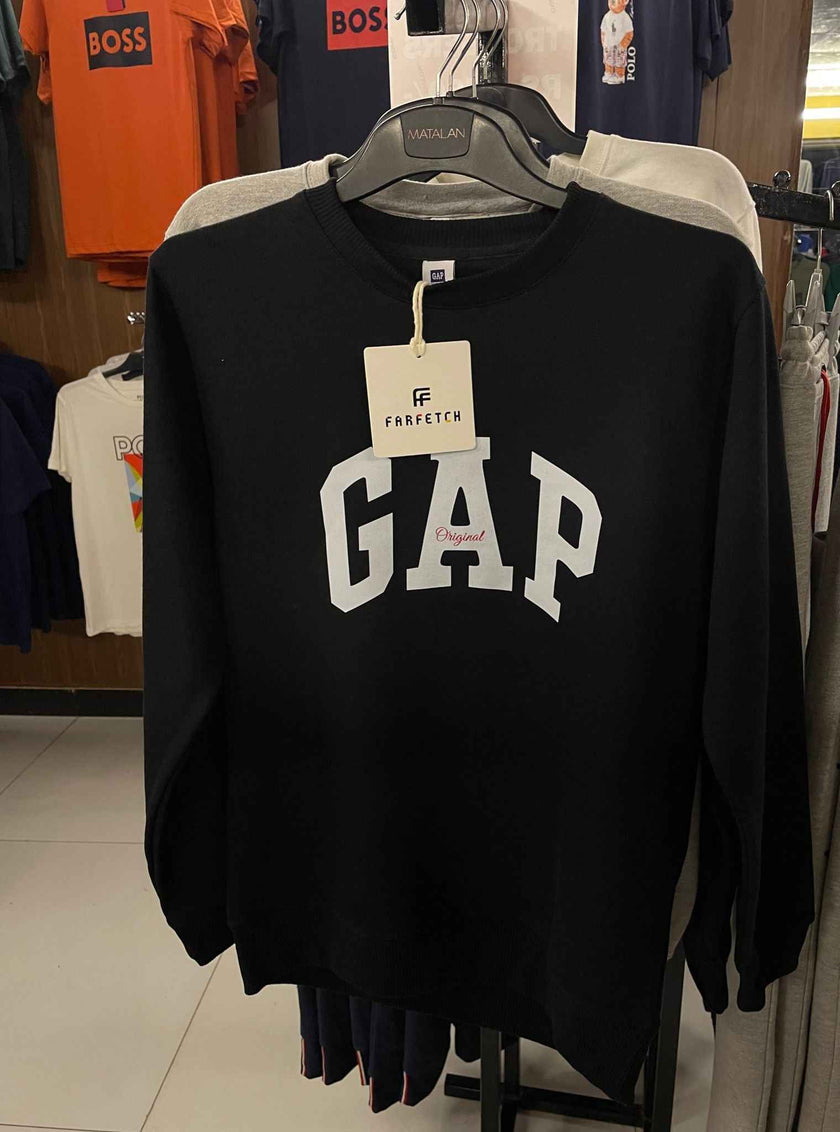 BOSS
BOSS
POLO
MATALAN
GAP
FF
FARFETCH
GAP
Original